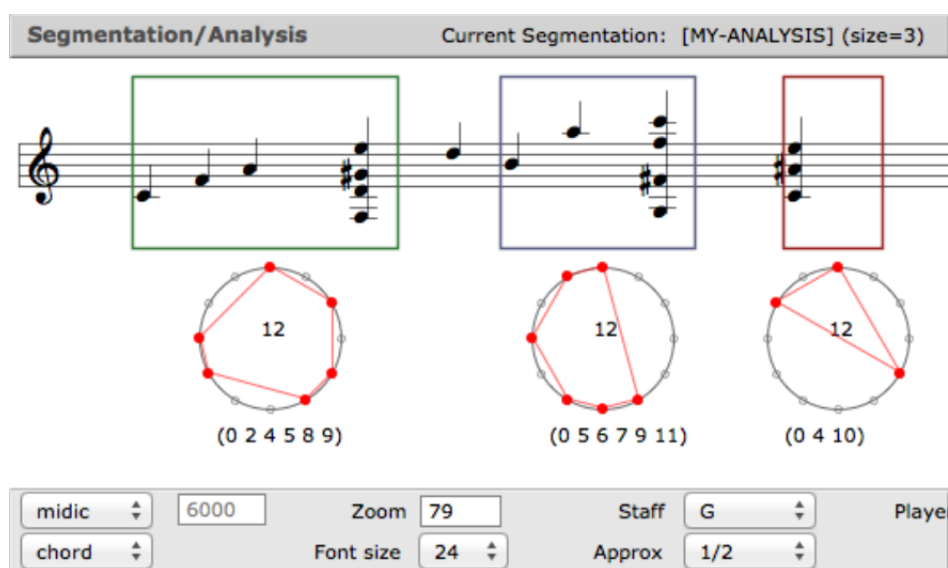 Segmentation/Analysis Current Segmentation: [MY-ANALYSIS] (size=3)
12 12 12
(0 2 4 5 8 9) (0 5 6 7 9 11) (0 4 10)
midic 6000 Zoom 79 Staff G Playe
chord Font size 24 Approx 1/2